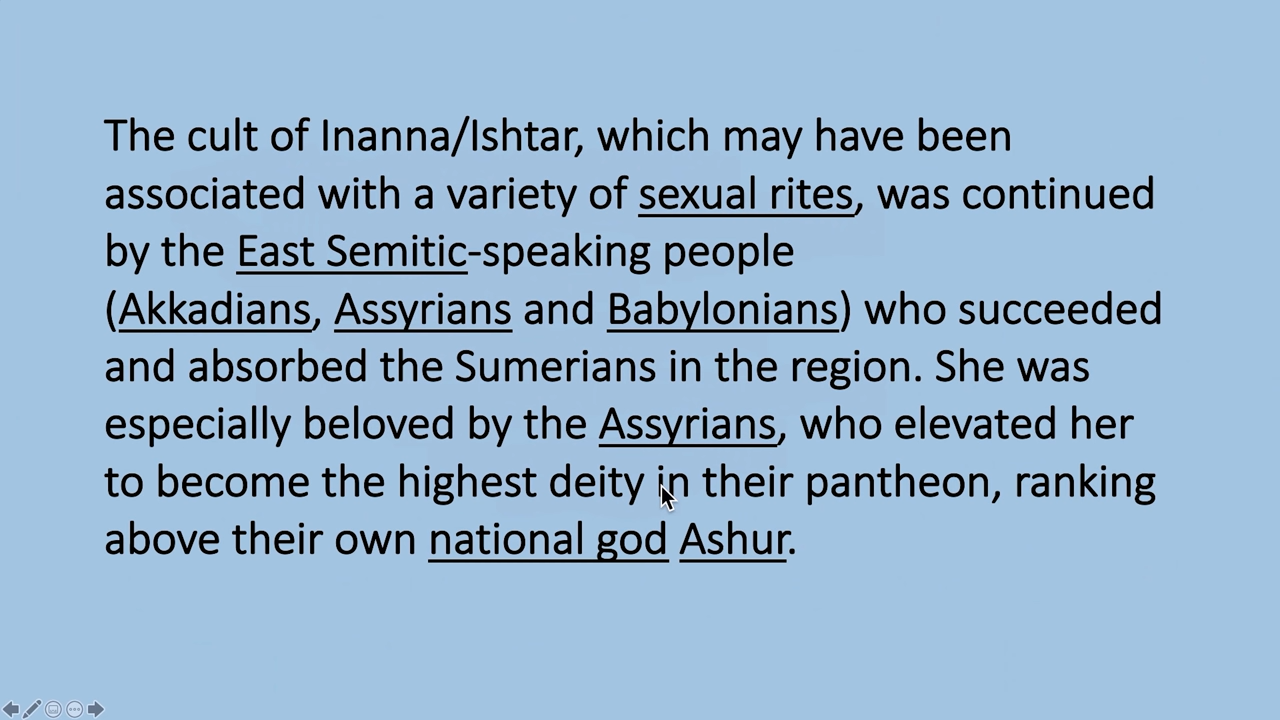 The cult of Inanna/Ishtar, which may have been
associated with a variety of sexual rites, was continued
by the East Semitic-speaking people
(Akkadians, Assyrians and Babylonians) who succeeded
and absorbed the Sumerians in the region. She was
especially beloved by the Assyrians, who elevated her
to become the highest deity in their pantheon, ranking
above their own national god Ashur.